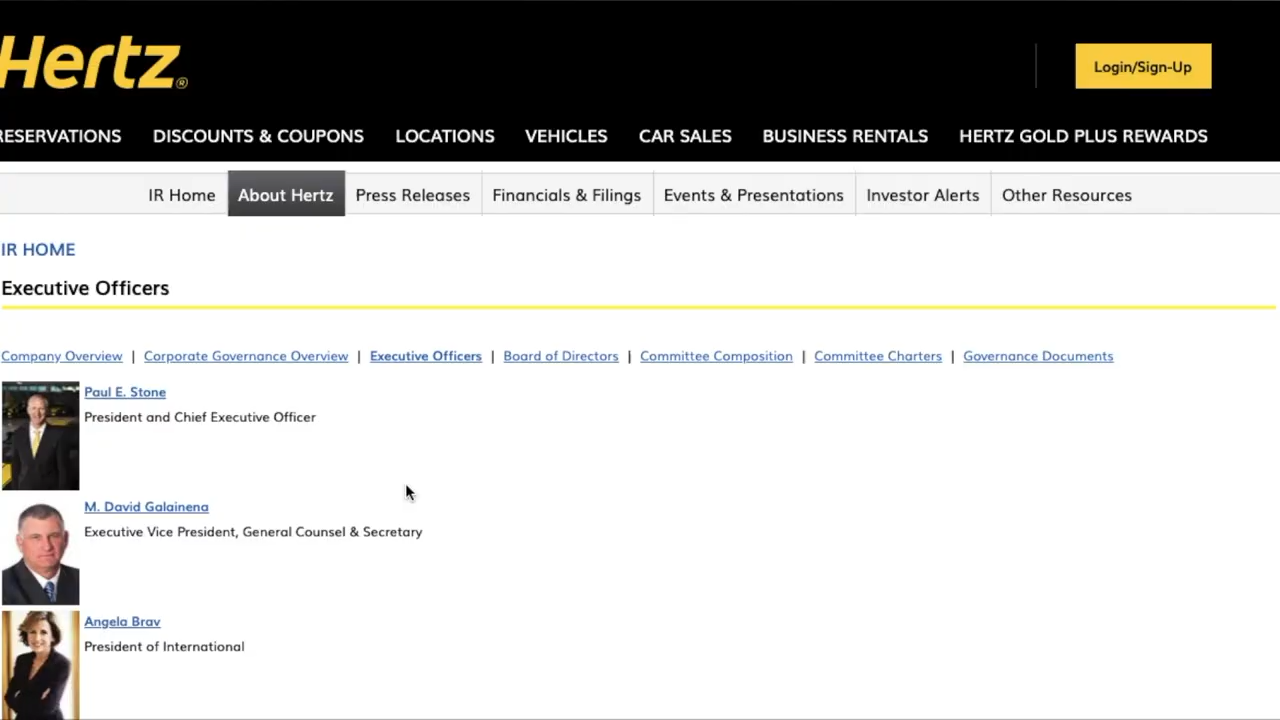 Hertz®
Login/Sign-Up
RESERVATIONS DISCOUNTS & COUPONS LOCATIONS VEHICLES CAR SALES BUSINESS RENTALS HERTZ GOLD PLUS REWARDS
IR Home About Hertz Press Releases Financials & Filings Events & Presentations Investor Alerts Other Resources
IR HOME
Executive Officers
Company Overview | Corporate Governance Overview | Executive Officers | Board of Directors | Committee Composition | Committee Charters | Governance Documents
Paul E. Stone
President and Chief Executive Officer
M. David Galainena
Executive Vice President, General Counsel & Secretary
Angela Brav
President of International